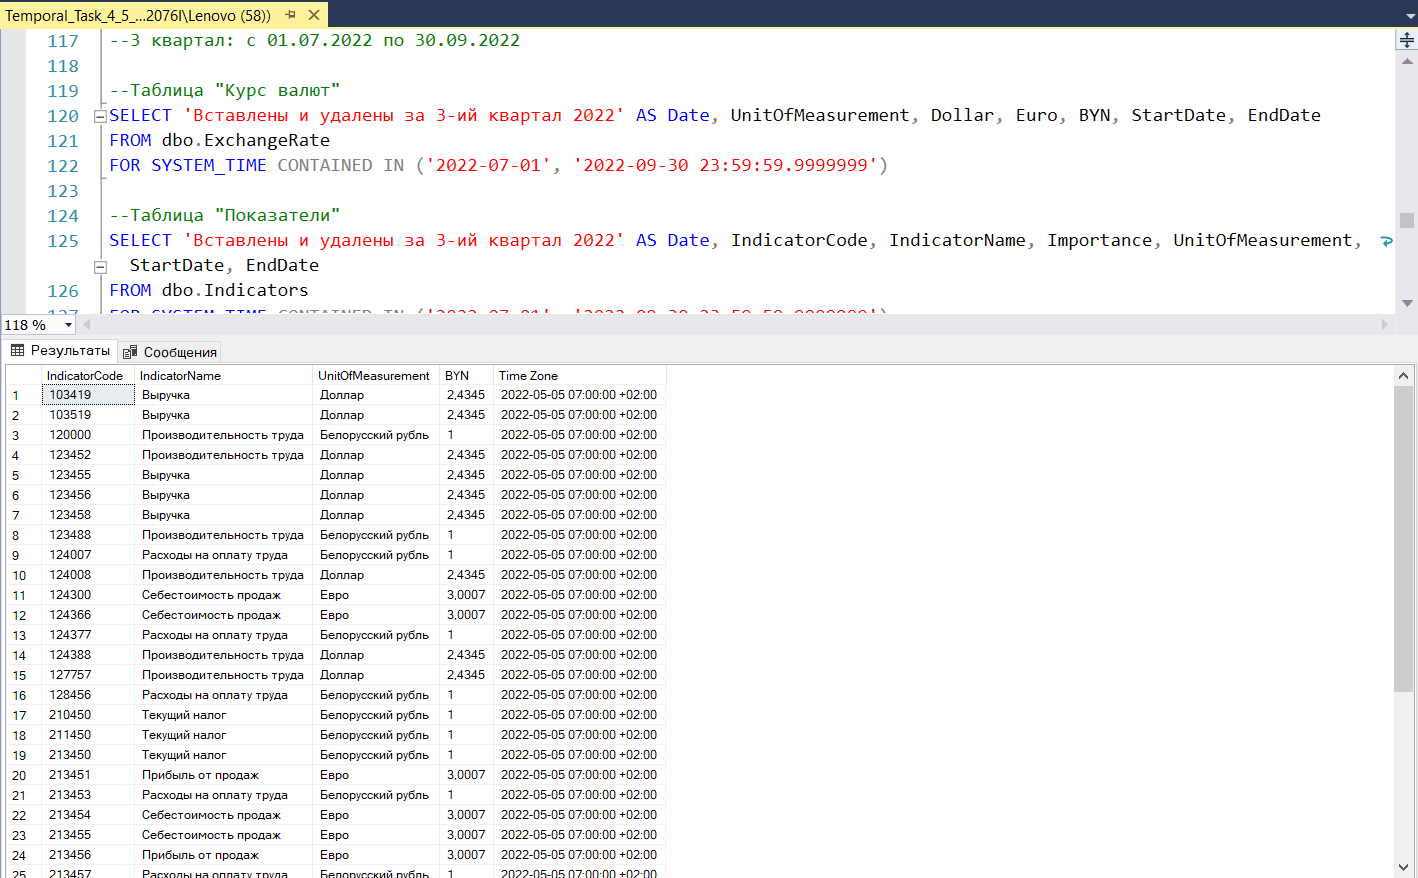 Temporal_Task_4_5_...2076I\Lenovo (58))
117 --3 квартал: с 01.07.2022 по 30.09.2022
118
119 --Таблица "Курс валют"
120 SELECT 'Вставлены и удалены за 3-ий квартал 2022' AS Date, UnitOfMeasurement, Dollar, Euro, BYN, StartDate, EndDate
121 FROM dbo.ExchangeRate
122 FOR SYSTEM_TIME CONTAINED IN ('2022-07-01', '2022-09-30 23:59:59.9999999')
123
124 --Таблица "Показатели"
125 SELECT 'Вставлены и удалены за 3-ий квартал 2022' AS Date, IndicatorCode, IndicatorName, Importance, UnitOfMeasurement,
StartDate, EndDate
126 FROM dbo.Indicators
127 FOR SYSTEM_TIME CONTAINED IN ('2022-07-01', '2022-09-30 23:59:59.9999999')
118 %
Результаты Сообщения
IndicatorCode IndicatorName UnitOfMeasurement BYN Time Zone
1 103419 Выручка Доллар 2,4345 2022-05-05 07:00:00 +02:00
2 103519 Выручка Доллар 2,4345 2022-05-05 07:00:00 +02:00
3 120000 Производительность труда Белорусский рубль 1 2022-05-05 07:00:00 +02:00
4 123452 Производительность труда Доллар 2,4345 2022-05-05 07:00:00 +02:00
5 123455 Выручка Доллар 2,4345 2022-05-05 07:00:00 +02:00
6 123456 Выручка Доллар 2,4345 2022-05-05 07:00:00 +02:00
7 123458 Выручка Доллар 2,4345 2022-05-05 07:00:00 +02:00
8 123488 Производительность труда Белорусский рубль 1 2022-05-05 07:00:00 +02:00
9 124007 Расходы на оплату труда Белорусский рубль 1 2022-05-05 07:00:00 +02:00
10 124008 Производительность труда Доллар 2,4345 2022-05-05 07:00:00 +02:00
11 124300 Себестоимость продаж Евро 3,0007 2022-05-05 07:00:00 +02:00
12 124366 Себестоимость продаж Евро 3,0007 2022-05-05 07:00:00 +02:00
13 124377 Расходы на оплату труда Белорусский рубль 1 2022-05-05 07:00:00 +02:00
14 124388 Производительность труда Доллар 2,4345 2022-05-05 07:00:00 +02:00
15 127757 Производительность труда Доллар 2,4345 2022-05-05 07:00:00 +02:00
16 128456 Расходы на оплату труда Белорусский рубль 1 2022-05-05 07:00:00 +02:00
17 210450 Текущий налог Белорусский рубль 1 2022-05-05 07:00:00 +02:00
18 211450 Текущий налог Белорусский рубль 1 2022-05-05 07:00:00 +02:00
19 213450 Текущий налог Белорусский рубль 1 2022-05-05 07:00:00 +02:00
20 213451 Прибыль от продаж Евро 3,0007 2022-05-05 07:00:00 +02:00
21 213453 Расходы на оплату труда Белорусский рубль 1 2022-05-05 07:00:00 +02:00
22 213454 Себестоимость продаж Евро 3,0007 2022-05-05 07:00:00 +02:00
23 213455 Себестоимость продаж Евро 3,0007 2022-05-05 07:00:00 +02:00
24 213456 Прибыль от продаж Евро 3,0007 2022-05-05 07:00:00 +02:00
25 213457 Расходы на оплату труда Белорусский рубль 1 2022-05-05 07:00:00 +02:00